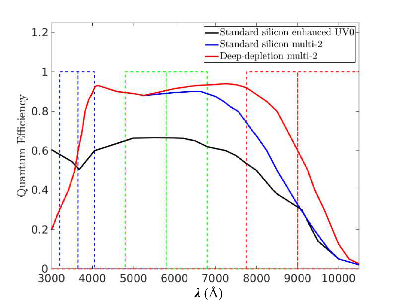 1.2
1
0.8
0.6
0.4
0.2
0
Quantum Efficiency
Standard silicon enhanced UV0
Standard silicon multi-2
Deep-depletion multi-2
3000 4000 5000 6000 7000 8000 9000 10000
λ (Å)